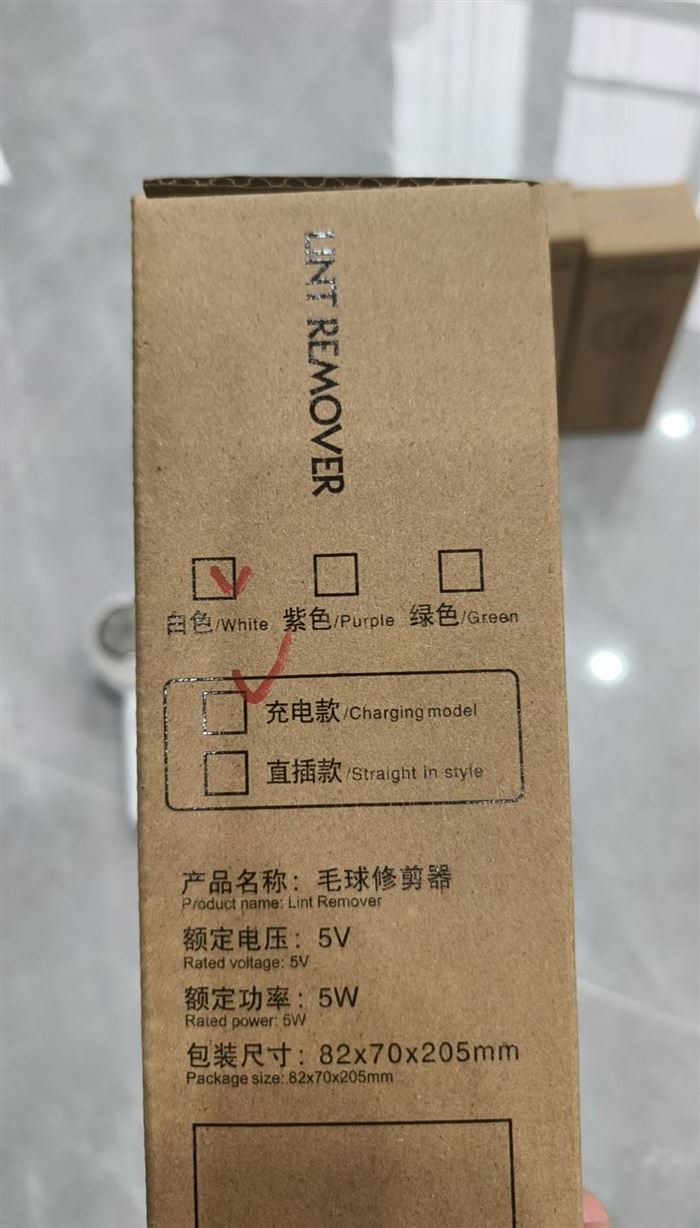 LINT REMOVER
白色/White 紫色/Purple 绿色/Green
充电款/Charging model
直插款/Straight in style
产品名称：毛球修剪器
Product name: Lint Remover
额定电压：5V
Rated voltage: 5V
额定功率：5W
Rated power: 5W
包装尺寸：82x70x205mm
Package size: 82x70x205mm